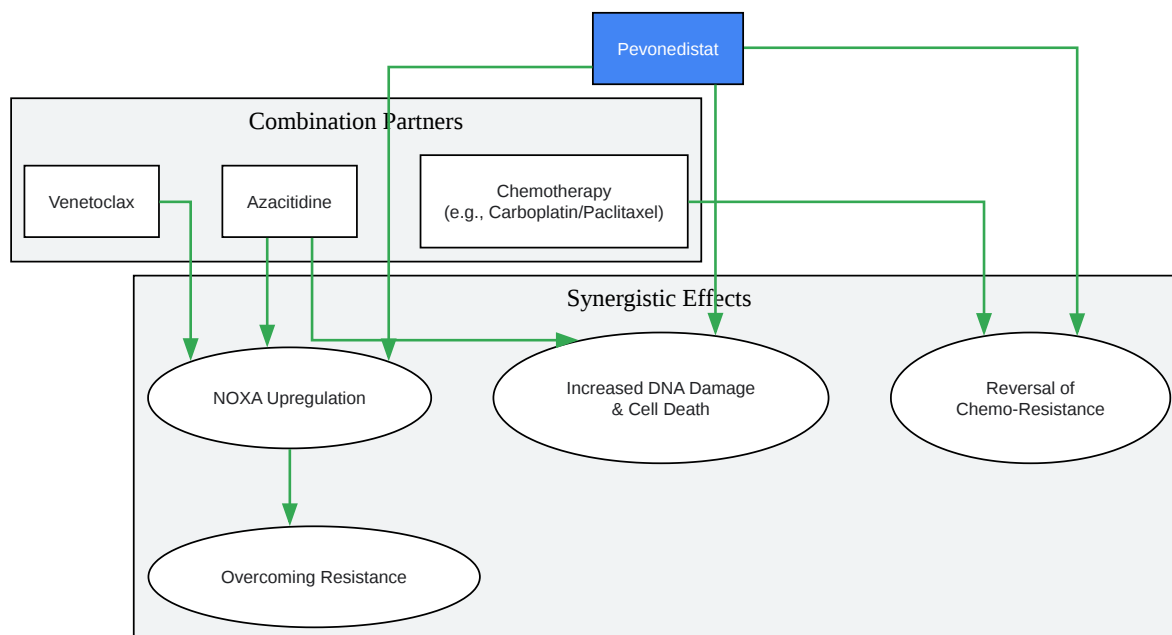 Pevonedistat
Combination Partners
Venetoclax
Azacitidine
Chemotherapy
(e.g., Carboplatin/Paclitaxel)
Synergistic Effects
NOXA Upregulation
Increased DNA Damage
& Cell Death
Reversal of
Chemo-Resistance
Overcoming Resistance